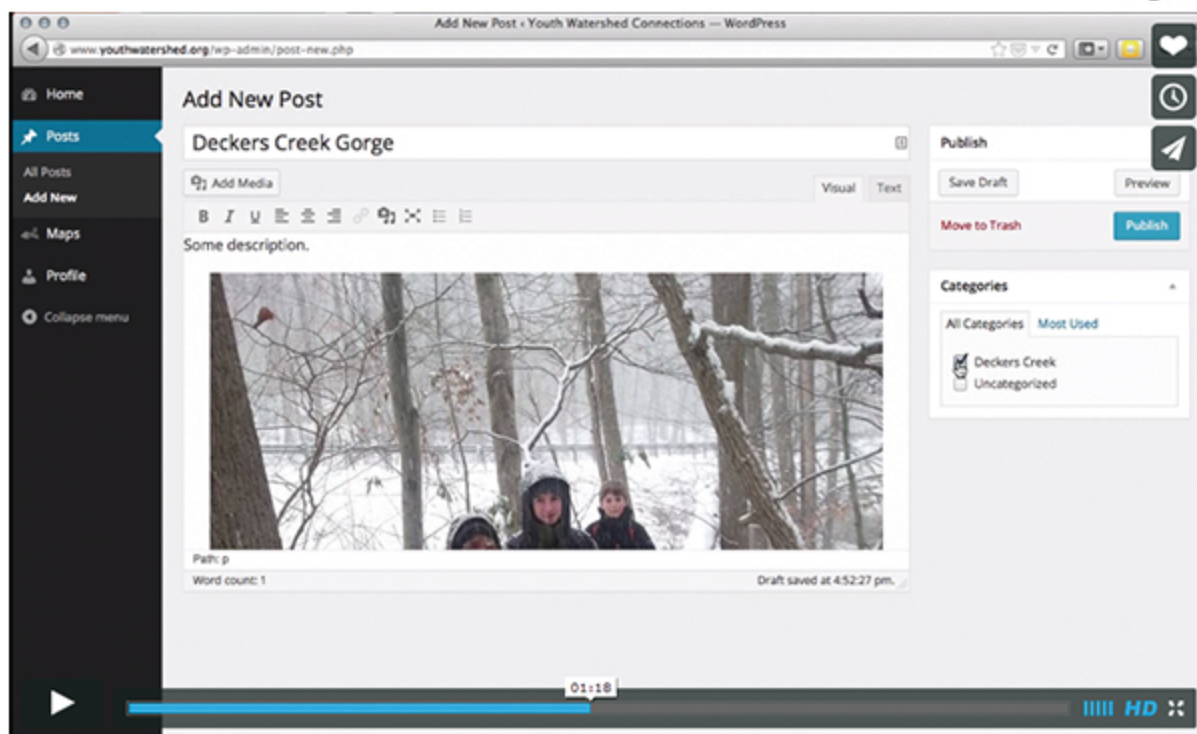 Add New Post ‹ Youth Watershed Connections — WordPress
www.youthwatershed.org/wp-admin/post-new.php
Home
Posts
All Posts
Add New
Maps
Profile
Collapse menu
Add New Post
Deckers Creek Gorge
Add Media
Visual Text
B I U
Some description.
Path: p
Word count: 1 Draft saved at 4:52:27 pm.
Publish
Save Draft Preview
Move to Trash Publish
Categories
All Categories Most Used
Deckers Creek
Uncategorized
01:18
HD